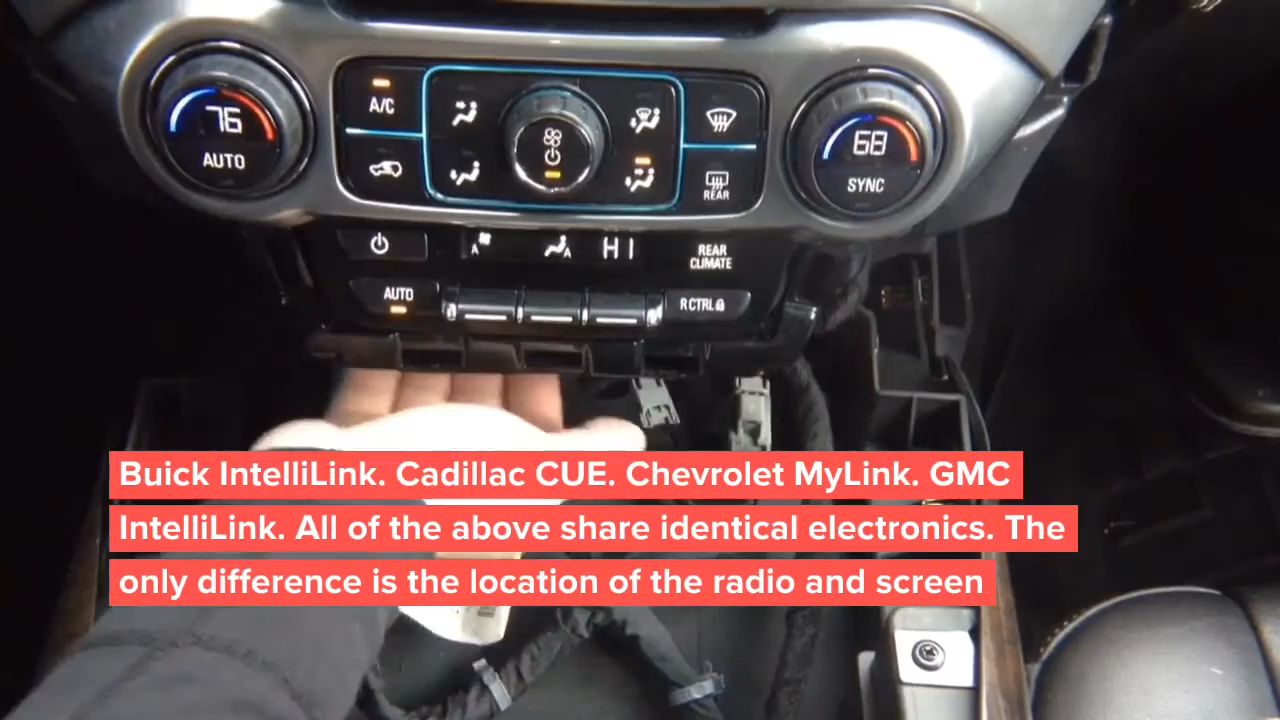 76
AUTO
A/C
REAR
68
SYNC
A
A
HI
REAR
CLIMATE
AUTO
R CTRL
Buick IntelliLink. Cadillac CUE. Chevrolet MyLink. GMC
IntelliLink. All of the above share identical electronics. The
only difference is the location of the radio and screen